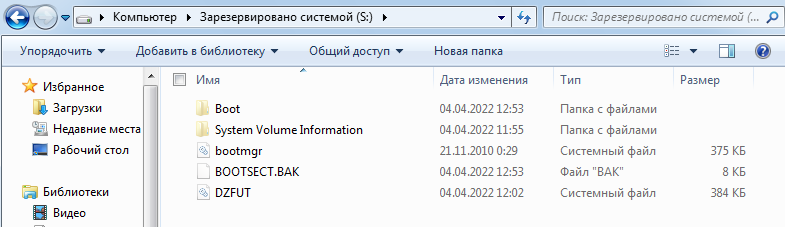 Компьютер Зарезервировано системой (S:) Поиск: Зарезервировано системой (...
Упорядочить Добавить в библиотеку Общий доступ Новая папка
Избранное
Загрузки
Недавние места
Рабочий стол
Библиотеки
Видео
Имя Дата изменения Тип Размер
Boot 04.04.2022 12:53 Папка с файлами
System Volume Information 04.04.2022 11:55 Папка с файлами
bootmgr 21.11.2010 0:29 Системный файл 375 КБ
BOOTSECT.BAK 04.04.2022 12:53 Файл "BAK" 8 КБ
DZFUT 04.04.2022 12:02 Системный файл 384 КБ